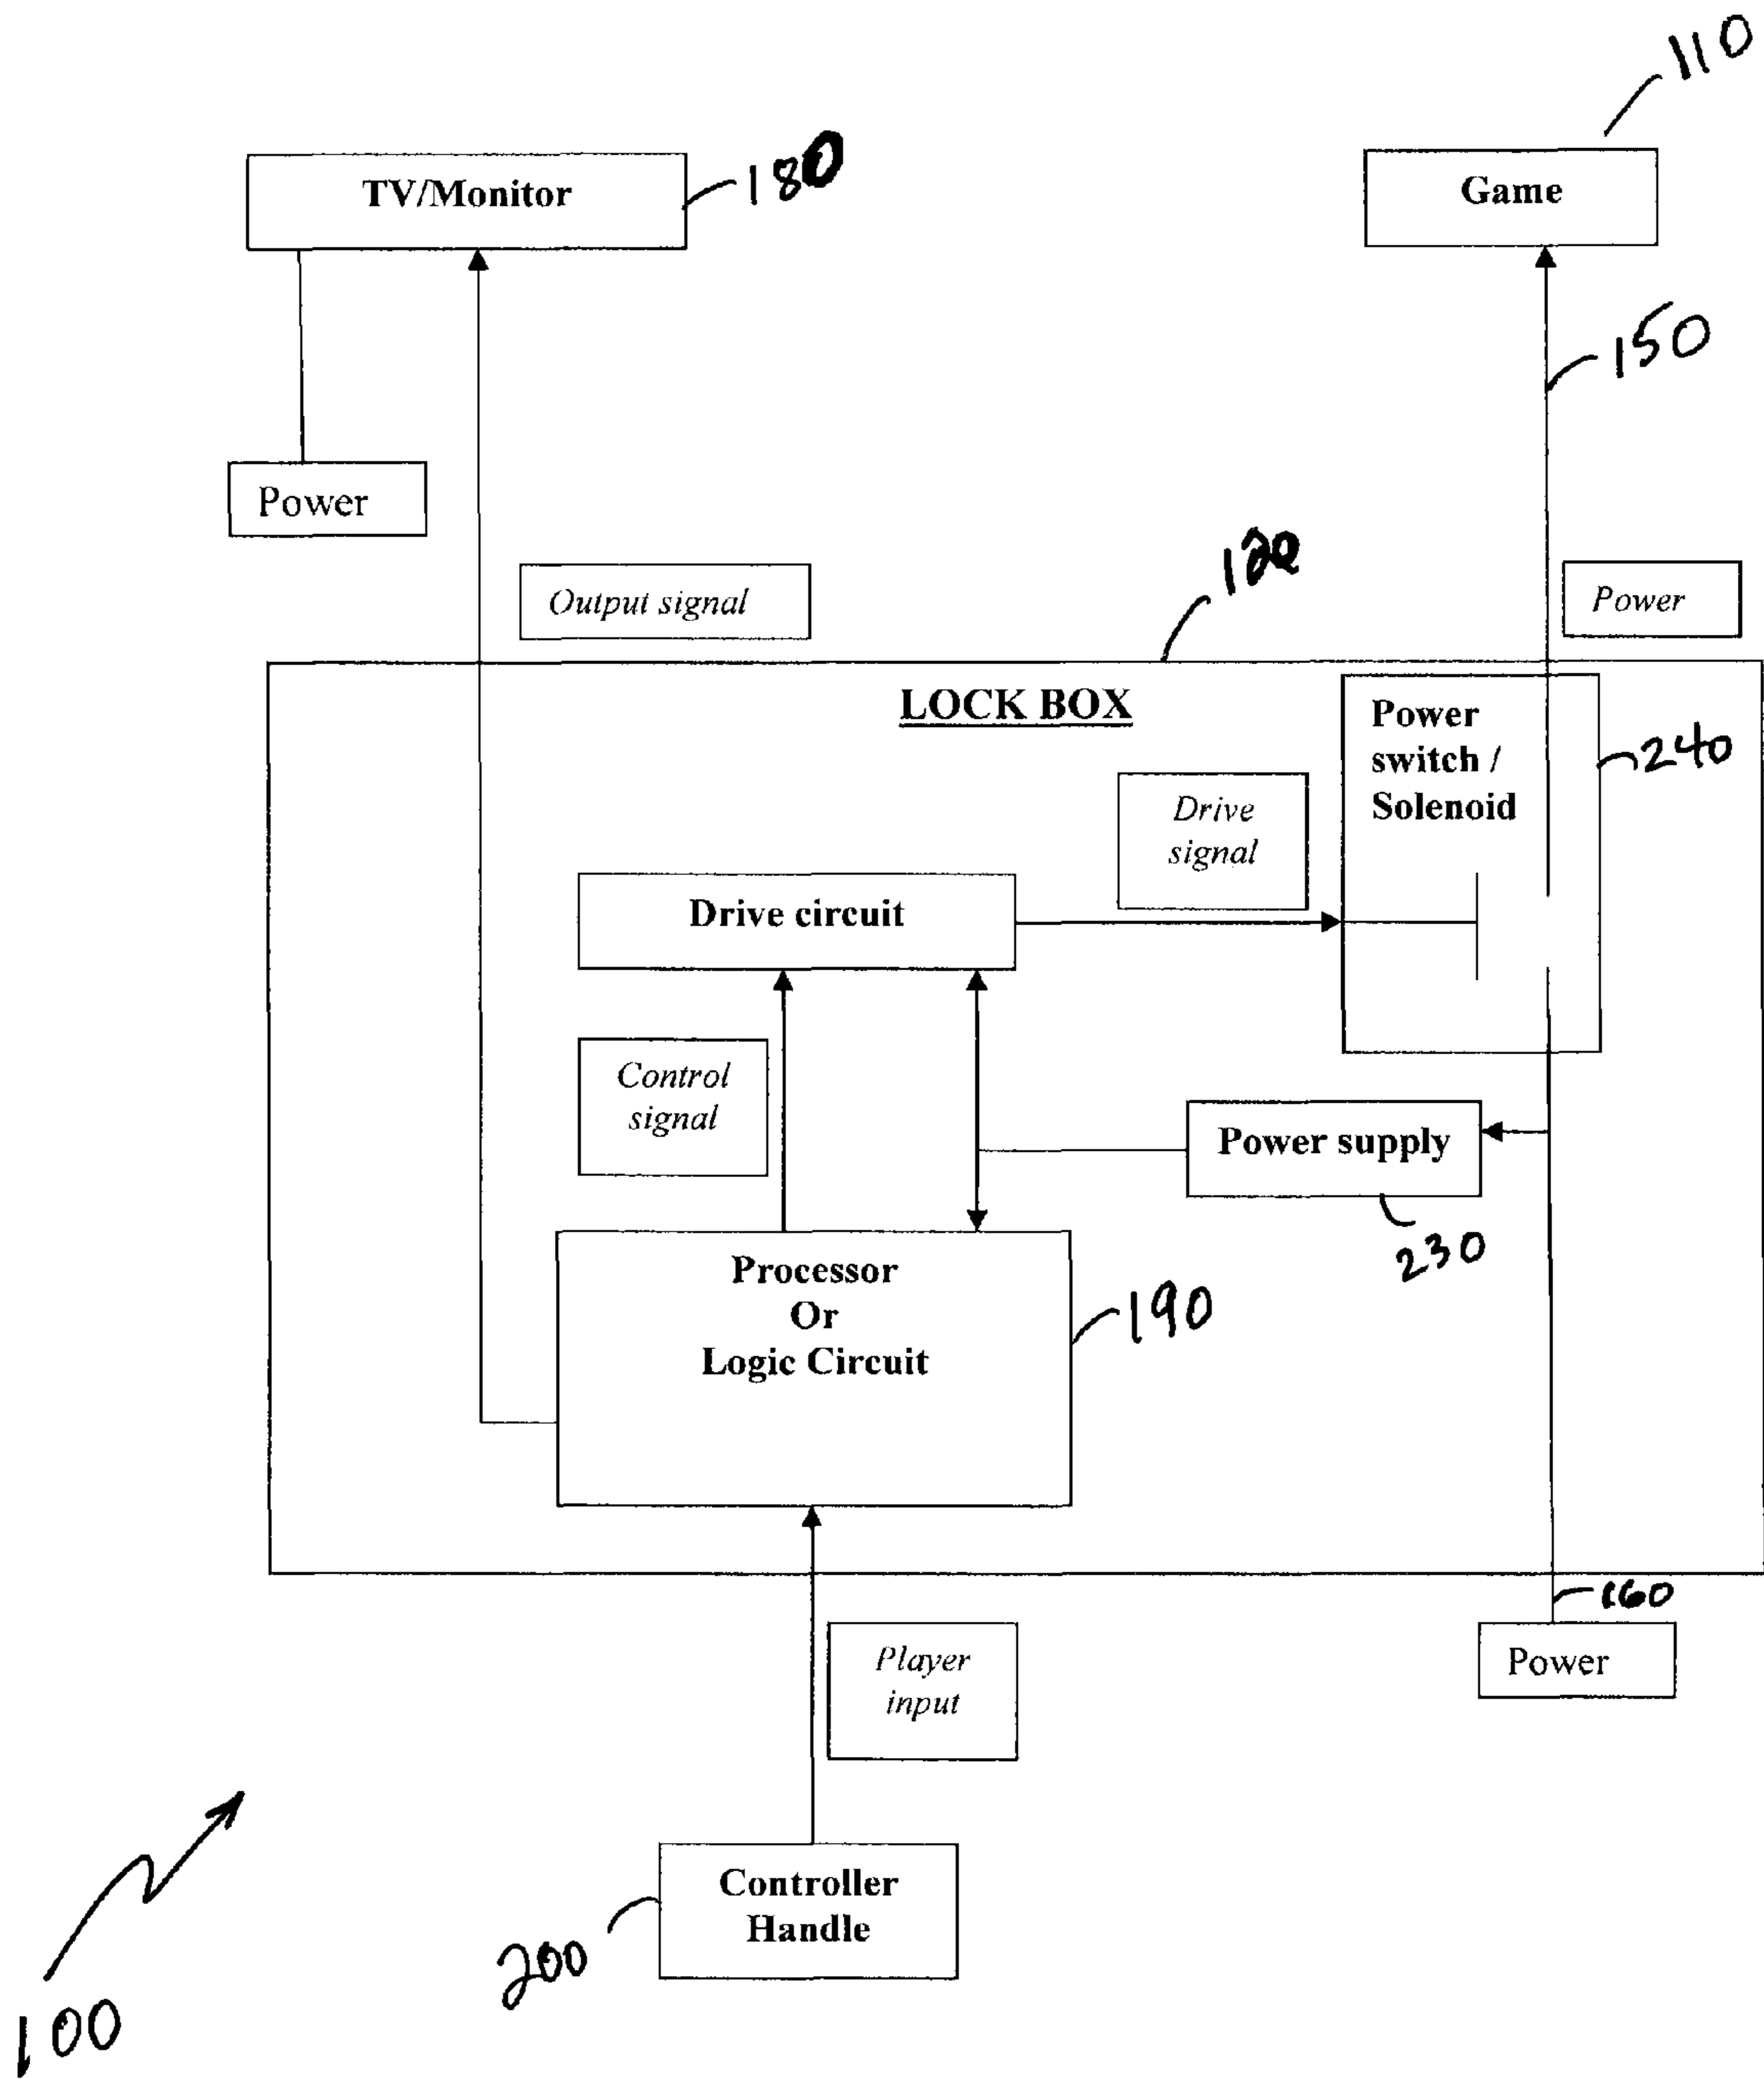 110
TV/Monitor
180
Game
150
Power
Output signal
120
Power
LOCK BOX
Power
switch /
Solenoid
240
Drive
signal
Drive circuit
Control
signal
Power supply
230
Processor
Or
Logic Circuit
190
160
Player
input
Power
Controller
Handle
200
100